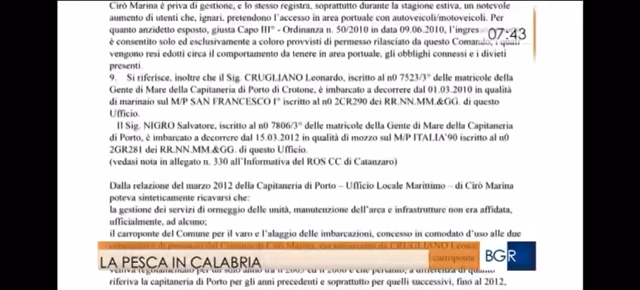 Cirò Marina è priva di gestione, e lo stesso registra, soprattutto durante la stagione estiva, un notevole
aumento di utenti che, ignari, pretendono l'accesso in area portuale con autoveicoli/motoveicoli. Per
quanto anzidetto esposto, giusta Capo III° - Ordinanza n. 50/2010 in data 09.06.2010, l'ingres
07:43
è consentito solo ed esclusivamente a coloro provvisti di permesso rilasciato da questo Comando, i quali
vengono resi edotti circa il comportamento da tenere in area portuale, gli obblighi connessi e i divieti
presenti.
9. Si riferisce, inoltre che il Sig. CRUGLIANO Leonardo, iscritto al n0 7523/3° delle matricole della
Gente di Mare della Capitaneria di Porto di Crotone, è imbarcato a decorrere dal 01.03.2010 in qualità
di marinaio sul M/P SAN FRANCESCO I° iscritto al n0 2CR290 dei RR.NN.MM.&GG. di questo
Ufficio.
Il Sig. NIGRO Salvatore, iscritto al n0 7806/3° delle matricole della Gente di Mare della Capitaneria
di Porto, è imbarcato a decorrere dal 15.03.2012 in qualità di mozzo sul M/P ITALIA'90 iscritto al n0
2GR281 dei RR.NN.MM.&GG. di questo Ufficio.
(vedasi nota in allegato n. 330 all'Informativa del ROS CC di Catanzaro)
Dalla relazione del marzo 2012 della Capitaneria di Porto – Ufficio Locale Marittimo – di Cirò Marina
poteva sinteticamente ricavarsi che:
la gestione dei servizi di ormeggio delle unità, manutenzione dell'area e infrastrutture non era affidata,
ufficialmente, ad alcuno;
il carroponte del Comune per il varo e l'alaggio delle imbarcazioni, concesso in comodato d'uso alle due
CRUGLIANO
LA PESCA IN CALABRIA
carroponte
BGR
riferiva la capitaneria di Porto per gli anni precedenti e soprattutto per quelli successivi, fino al 2012,